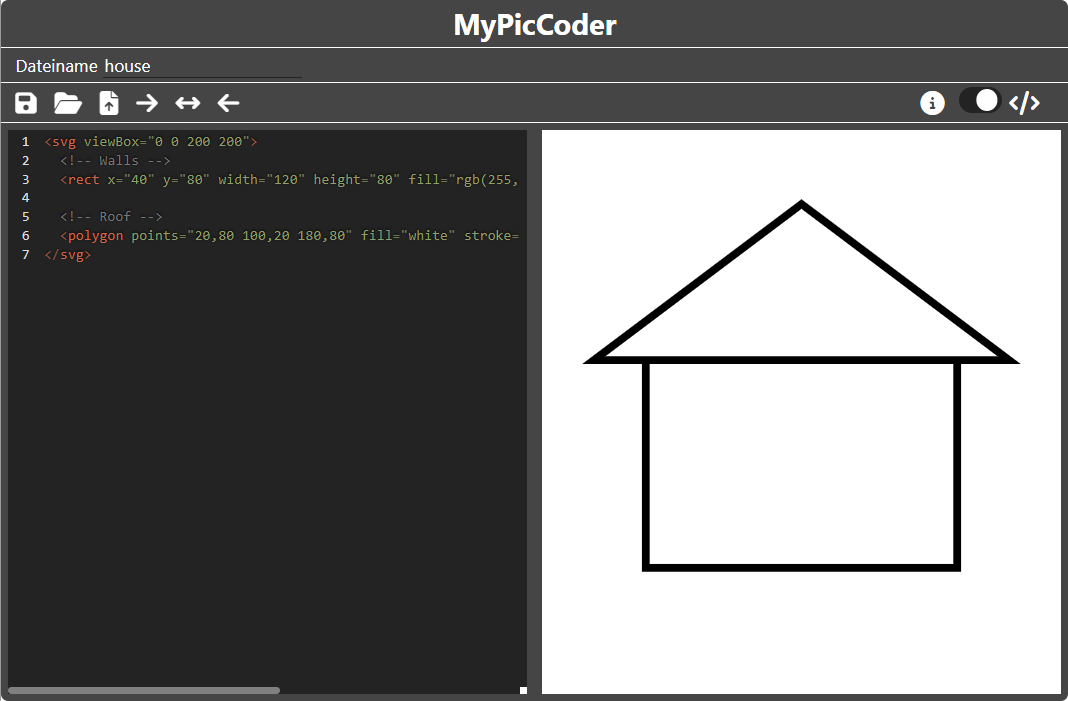 MyPicCoder
Dateiname house
1 <svg viewBox="0 0 200 200">
2   <!-- Walls -->
3   <rect x="40" y="80" width="120" height="80" fill="rgb(255,
4
5   <!-- Roof -->
6   <polygon points="20,80 100,20 180,80" fill="white" stroke=
7 </svg>